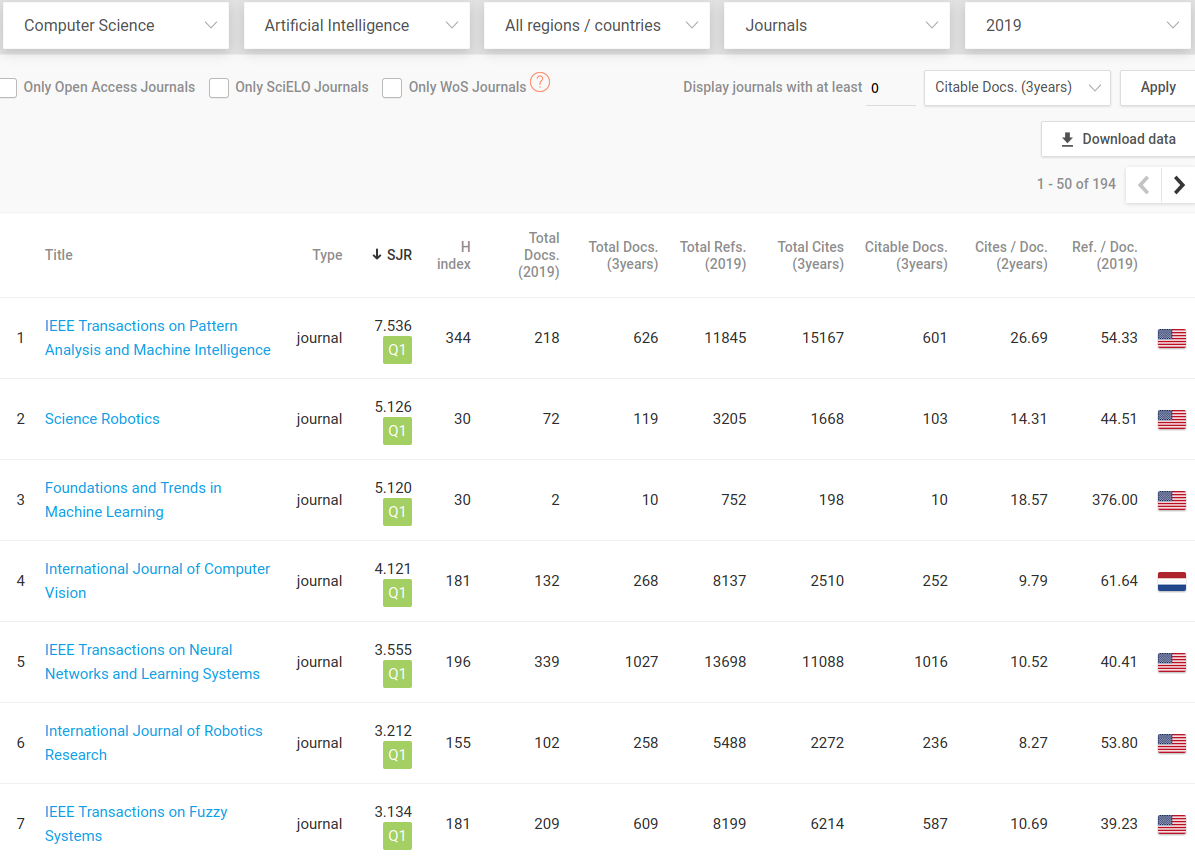 Computer Science
Artificial Intelligence
All regions / countries
Journals
2019
Only Open Access Journals
Only SciELO Journals
Only WoS Journals
?
Display journals with at least
0
Citable Docs. (3years)
Apply
Download data
1 - 50 of 194
Title
Type
SJR
H
index
Total
Docs.
(2019)
Total Docs.
(3years)
Total Refs.
(2019)
Total Cites
(3years)
Citable Docs.
(3years)
Cites / Doc.
(2years)
Ref. / Doc.
(2019)
1
IEEE Transactions on Pattern
Analysis and Machine Intelligence
journal
7.536
Q1
344
218
626
11845
15167
601
26.69
54.33
2
Science Robotics
journal
5.126
Q1
30
72
119
3205
1668
103
14.31
44.51
3
Foundations and Trends in
Machine Learning
journal
5.120
Q1
30
2
10
752
198
10
18.57
376.00
4
International Journal of Computer
Vision
journal
4.121
Q1
181
132
268
8137
2510
252
9.79
61.64
5
IEEE Transactions on Neural
Networks and Learning Systems
journal
3.555
Q1
196
339
1027
13698
11088
1016
10.52
40.41
6
International Journal of Robotics
Research
journal
3.212
Q1
155
102
258
5488
2272
236
8.27
53.80
7
IEEE Transactions on Fuzzy
Systems
journal
3.134
Q1
181
209
609
8199
6214
587
10.69
39.23